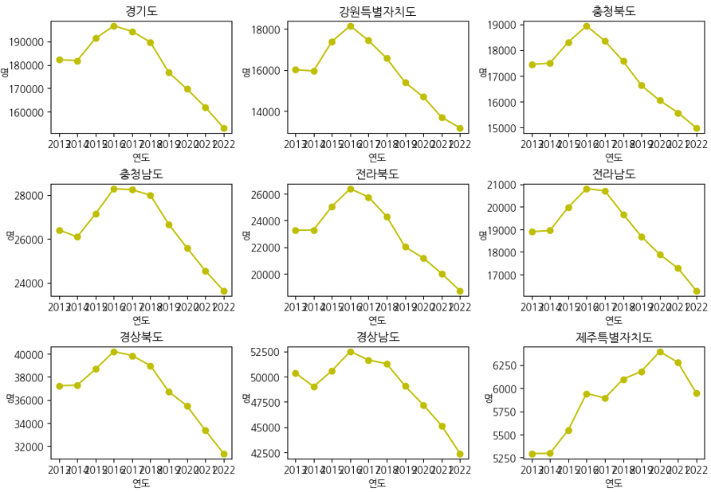 경기도
190000
180000
170000
160000
명
2013 2014 2015 2016 2017 2018 2019 2020 2021 2022
연도
강원특별자치도
18000
16000
14000
명
2013 2014 2015 2016 2017 2018 2019 2020 2021 2022
연도
충청북도
19000
18000
17000
16000
15000
명
2013 2014 2015 2016 2017 2018 2019 2020 2021 2022
연도
충청남도
28000
26000
24000
명
2013 2014 2015 2016 2017 2018 2019 2020 2021 2022
연도
전라북도
26000
24000
22000
20000
명
2013 2014 2015 2016 2017 2018 2019 2020 2021 2022
연도
전라남도
21000
20000
19000
18000
17000
명
2013 2014 2015 2016 2017 2018 2019 2020 2021 2022
연도
경상북도
40000
38000
36000
34000
32000
명
2013 2014 2015 2016 2017 2018 2019 2020 2021 2022
연도
경상남도
52500
50000
47500
45000
42500
명
2013 2014 2015 2016 2017 2018 2019 2020 2021 2022
연도
제주특별자치도
6250
6000
5750
5500
5250
명
2013 2014 2015 2016 2017 2018 2019 2020 2021 2022
연도